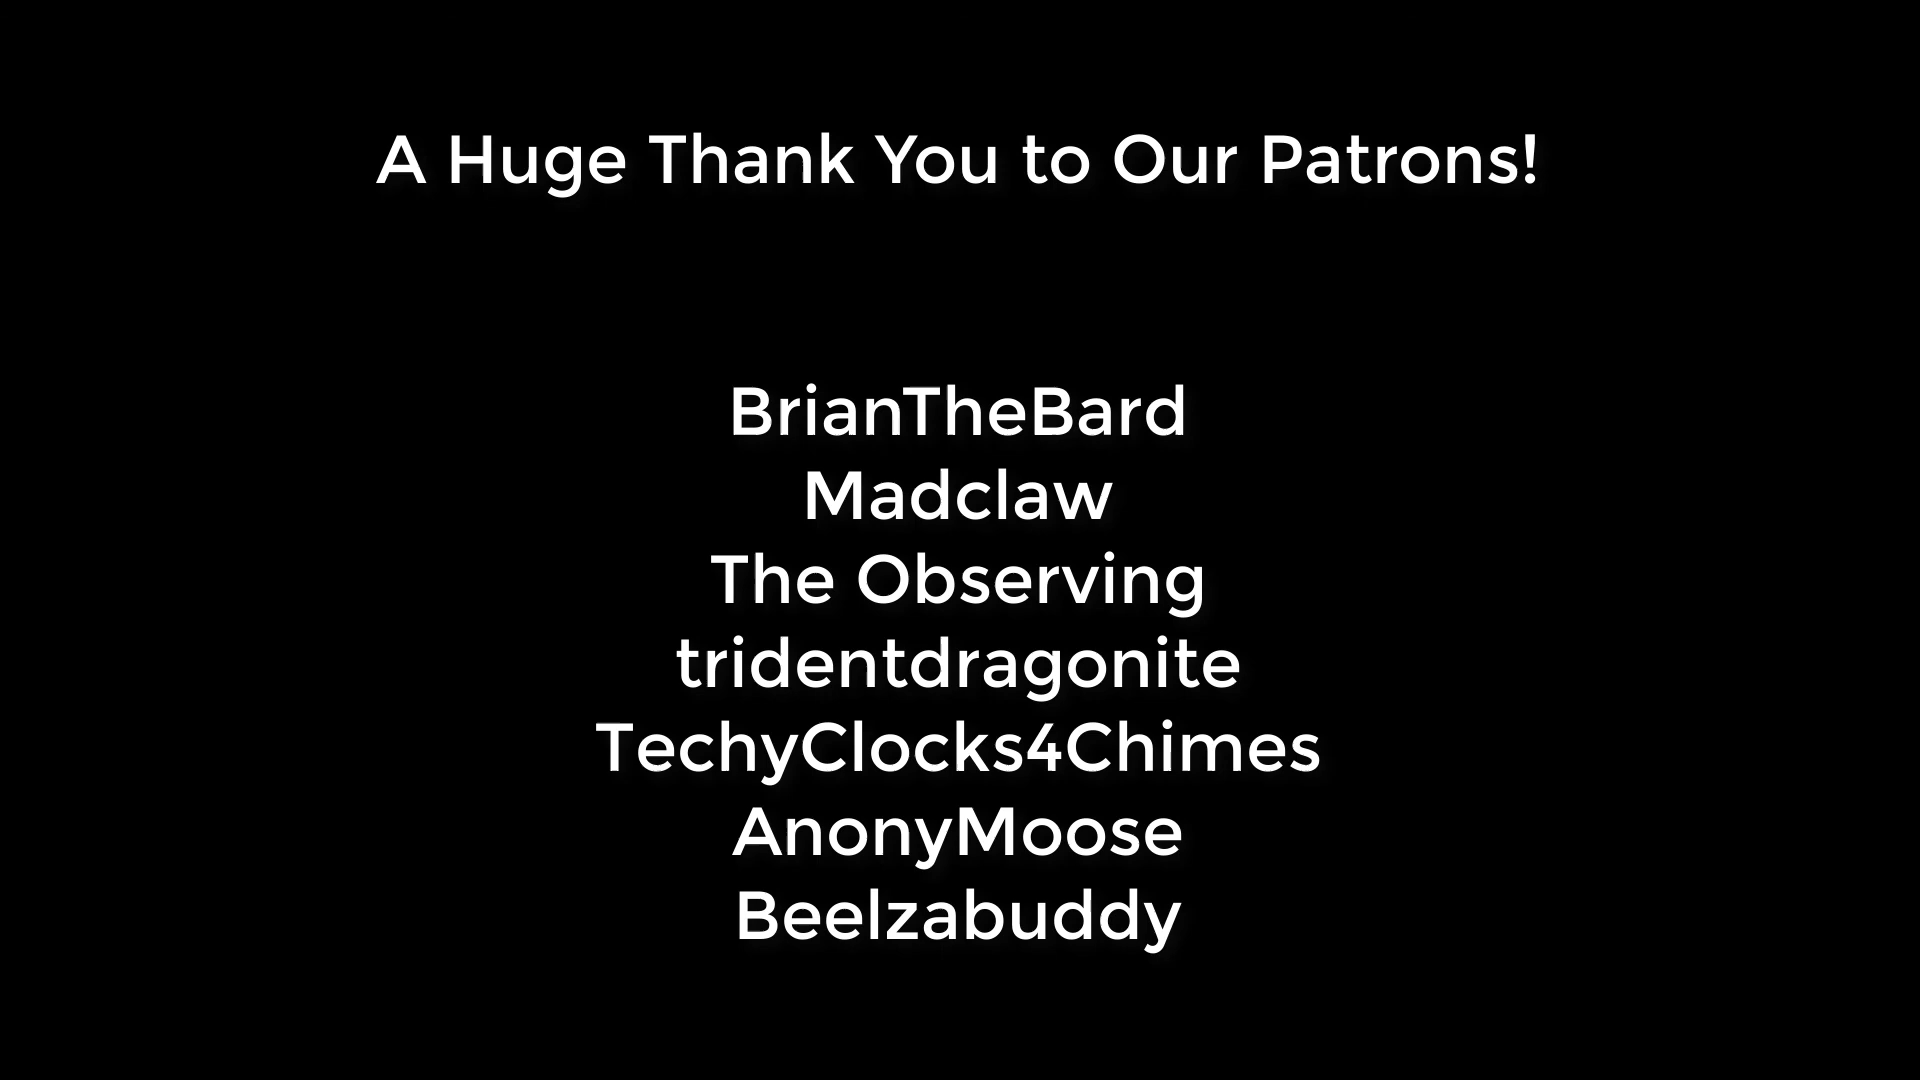 A Huge Thank You to Our Patrons!
BrianTheBard
Madclaw
The Observing
tridentdragonite
TechyClocks4Chimes
AnonyMoose
Beelzabuddy